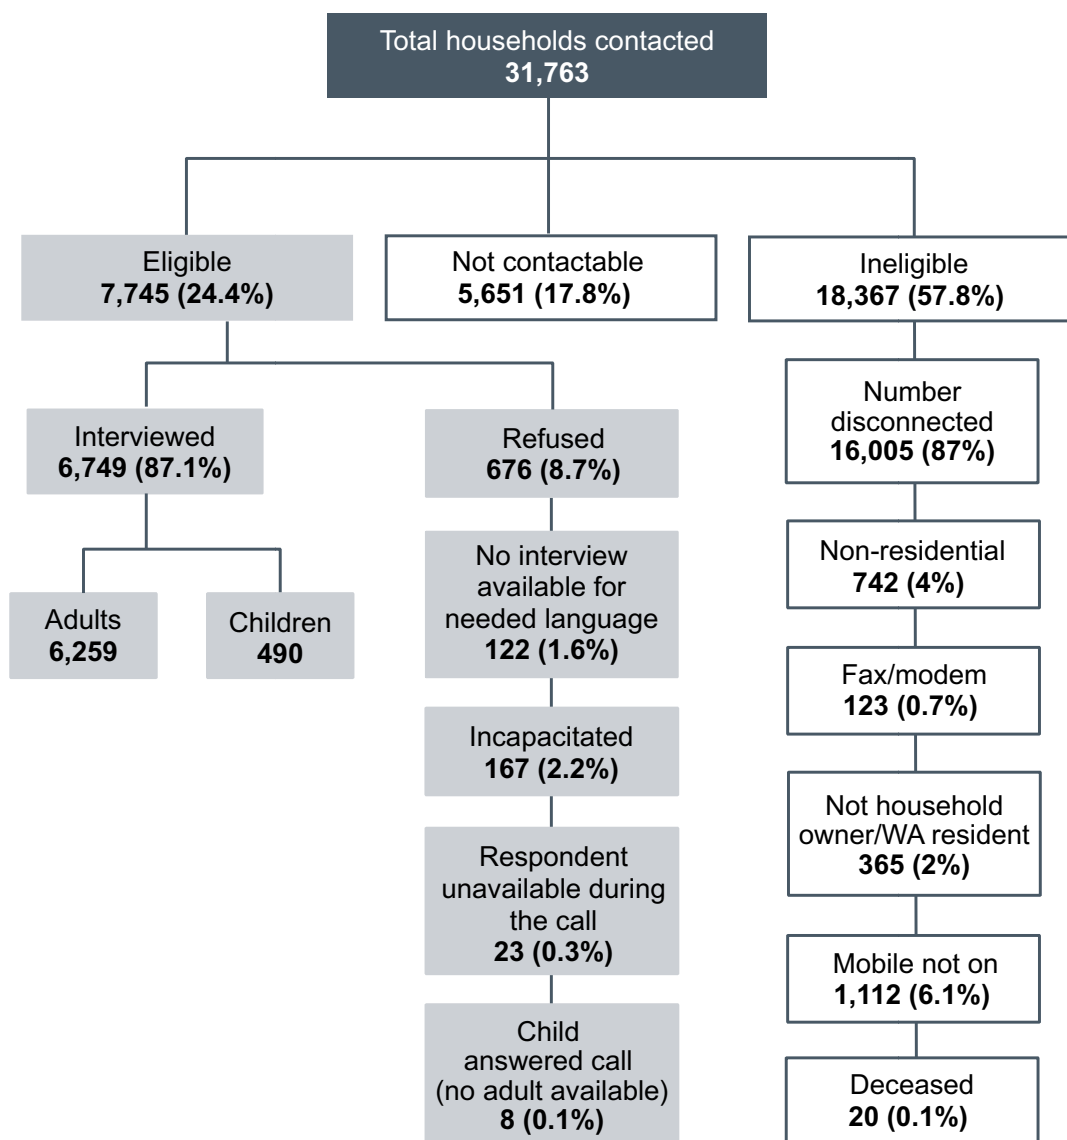 Total households contacted
31,763
Eligible
7,745 (24.4%)
Not contactable
5,651 (17.8%)
Ineligible
18,367 (57.8%)
Interviewed
6,749 (87.1%)
Adults
6,259
Children
490
Refused
676 (8.7%)
No interview
available for
needed language
122 (1.6%)
Incapacitated
167 (2.2%)
Respondent
unavailable during
the call
23 (0.3%)
Child
answered call
(no adult available)
8 (0.1%)
Number
disconnected
16,005 (87%)
Non-residential
742 (4%)
Fax/modem
123 (0.7%)
Not household
owner/WA resident
365 (2%)
Mobile not on
1,112 (6.1%)
Deceased
20 (0.1%)